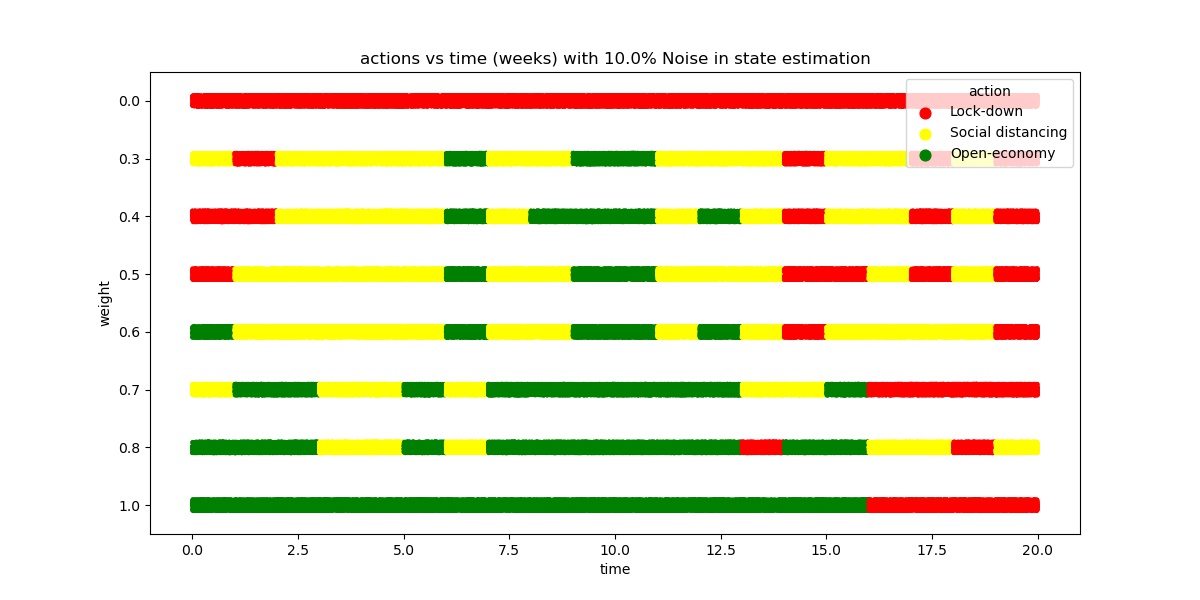 actions vs time (weeks) with 10.0% Noise in state estimation
action
Lock-down
Social distancing
Open-economy
weight
0.0
0.3
0.4
0.5
0.6
0.7
0.8
1.0
0.0 2.5 5.0 7.5 10.0 12.5 15.0 17.5 20.0
time